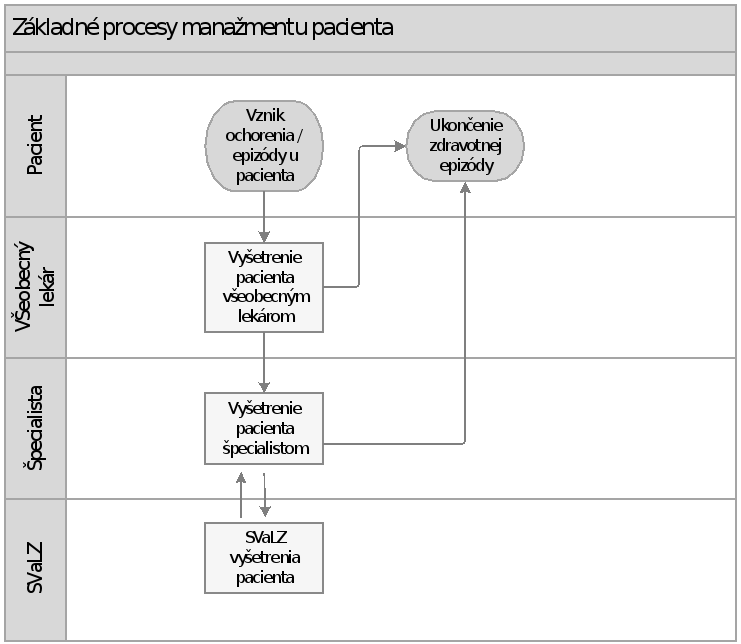 Základné procesy manažmentu pacienta
Pacient
Vznik
ochorenia /
epizódy u
pacienta
Ukončenie
zdravotnej
epizódy
VŠeobecný
lekár
Vyšetrenie
pacienta
všeobecným
lekárom
Špecialista
Vyšetrenie
pacienta
špecialistom
SVaLZ
SVaLZ
vyšetrenia
pacienta